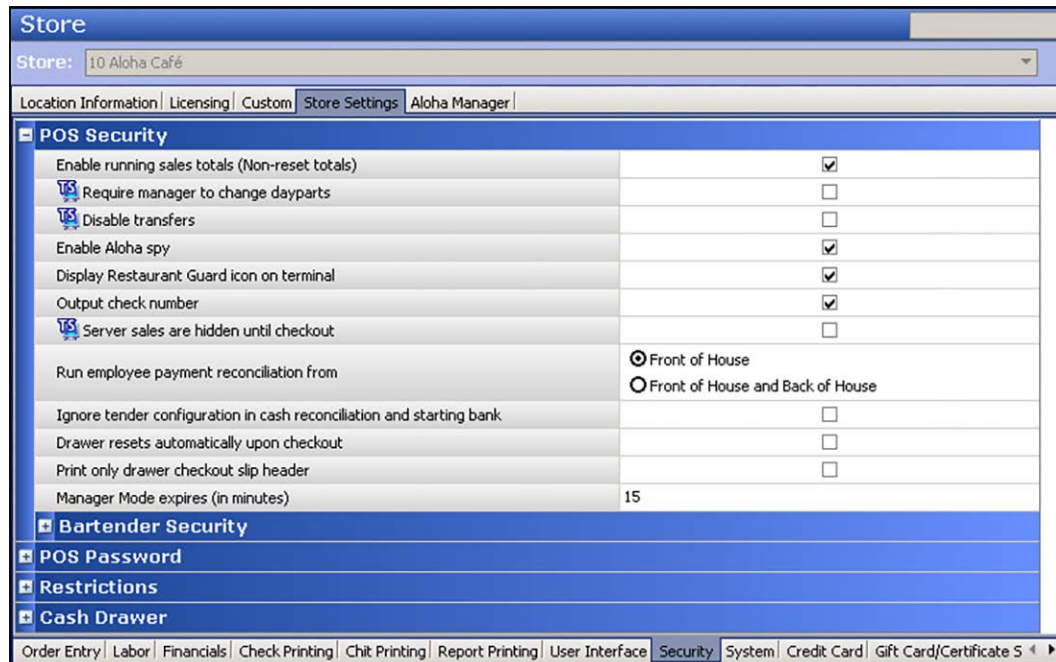 Store
Store: 10 Aloha Café
Location Information Licensing Custom Store Settings Aloha Manager
POS Security
Enable running sales totals (Non-reset totals)
TS Require manager to change dayparts
TS Disable transfers
Enable Aloha spy
Display Restaurant Guard icon on terminal
Output check number
TS Server sales are hidden until checkout
Run employee payment reconciliation from
Front of House
Front of House and Back of House
Ignore tender configuration in cash reconciliation and starting bank
Drawer resets automatically upon checkout
Print only drawer checkout slip header
Manager Mode expires (in minutes) 15
Bartender Security
POS Password
Restrictions
Cash Drawer
Order Entry Labor Financials Check Printing Chit Printing Report Printing User Interface Security System Credit Card Gift Card/Certificate S